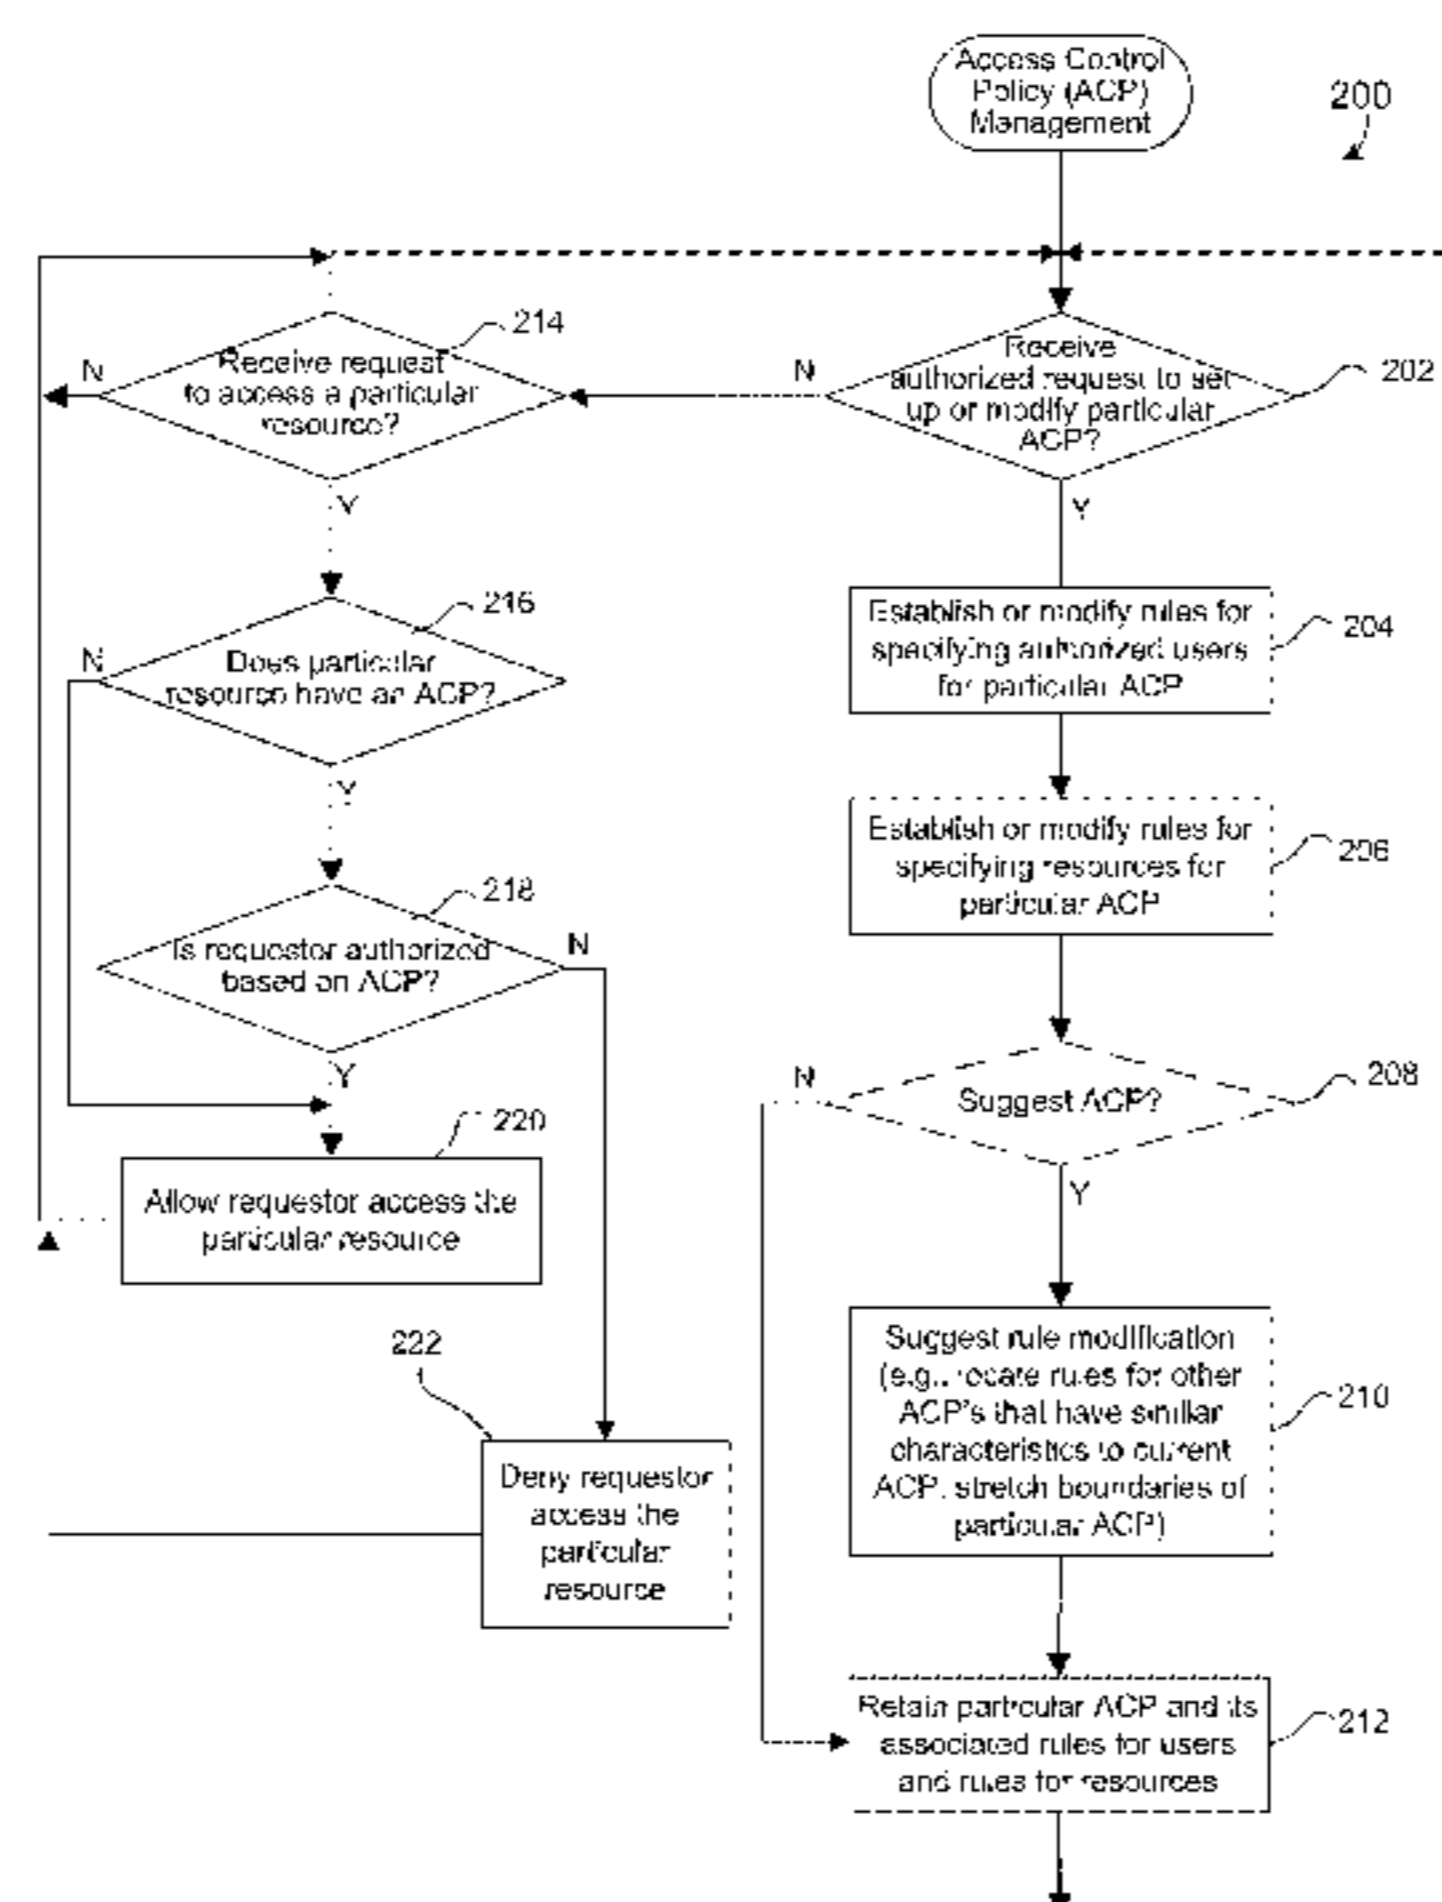 Access Control
Policy (ACP)
Management
200
214
Receive request
to access a particular
resource?
N
Y
Receive
authorized request to set
up or modify particular
ACP?
202
N
Y
216
Does particular
resource have an ACP?
N
Y
Establish or modify rules for
specifying authorized users
for particular ACP
204
Establish or modify rules for
specifying resources for
particular ACP
206
218
Is requestor authorized
based on ACP?
N
Y
Suggest ACP?
208
N
Y
220
Allow requestor access the
particular resource
222
Deny requestor
access the
particular
resource
Suggest rule modification
(e.g., locate rules for other
ACP's that have similar
characteristics to current
ACP, stretch boundaries of
particular ACP)
210
Retain particular ACP and its
associated rules for users
and rules for resources
212